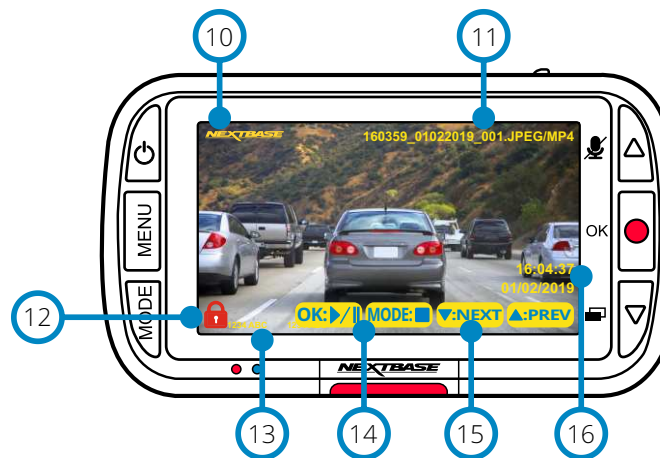 10
11
NEXTBASE
160359_01022019_001.JPEG/MP4
MENU
OK
16:04:37
01/02/2019
MODE
12
OK: ▶/II MODE:■ ▼:NEXT ▲:PREV
NEXTBASE
13
14
15
16